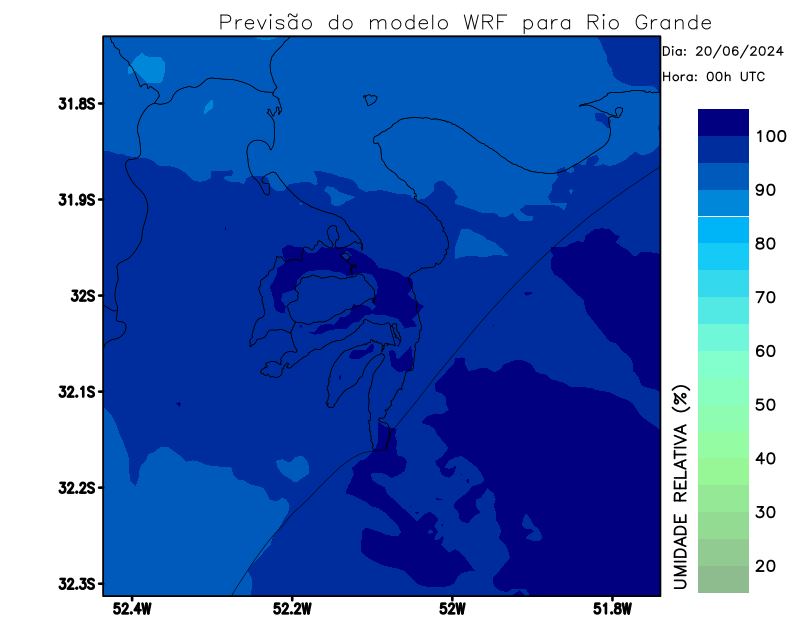 Previsão do modelo WRF para Rio Grande
Dia: 20/06/2024
Hora: 00h UTC
31.8S
31.9S
32S
32.1S
32.2S
32.3S
52.4W
52.2W
52W
51.8W
100
90
80
70
60
50
40
30
20
UMIDADE RELATIVA (%)